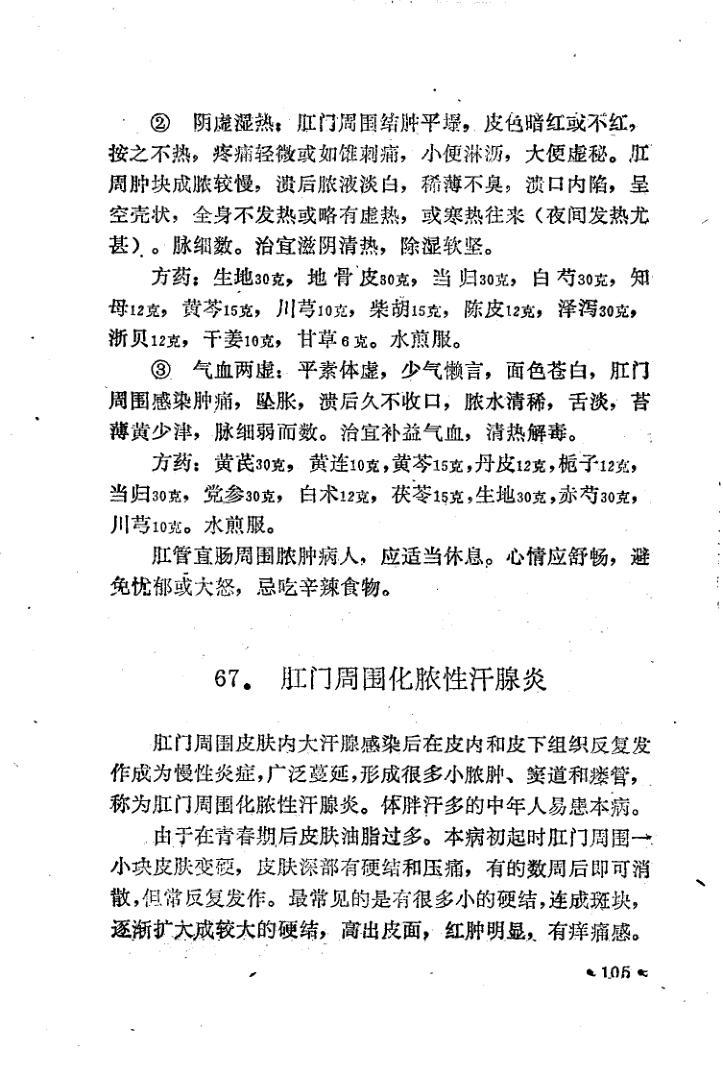 ② 阴虚湿热：肛门周围结肿平塌，皮色暗红或不红，
按之不热，疼痛轻微或如锥刺痛，小便淋沥，大便虚秘。肛
周肿块成脓较慢，溃后脓液淡白，稀薄不臭，溃口内陷，呈
空壳状，全身不发热或略有虚热，或寒热往来（夜间发热尤
甚）。脉细数。治宜滋阴清热，除湿软坚。
方药：生地30克，地骨皮30克，当归30克，白芍30克，知
母12克，黄芩15克，川芎10克，柴胡15克，陈皮12克，泽泻30克，
浙贝12克，干姜10克，甘草6克。水煎服。
③ 气血两虚：平素体虚，少气懒言，面色苍白，肛门
周围感染肿痛，坠胀，溃后久不收口，脓水清稀，舌淡，苔
薄黄少津，脉细弱而数。治宜补益气血，清热解毒。
方药：黄芪30克，黄连10克，黄芩15克，丹皮12克，栀子12克，
当归30克，党参30克，白术12克，茯苓15克，生地30克，赤芍30克，
川芎10克。水煎服。
肛管直肠周围脓肿病人，应适当休息。心情应舒畅，避
免忧郁或大怒，忌吃辛辣食物。
67．肛门周围化脓性汗腺炎
肛门周围皮肤内大汗腺感染后在皮内和皮下组织反复发
作成为慢性炎症，广泛蔓延，形成很多小脓肿、窦道和瘘管，
称为肛门周围化脓性汗腺炎。体胖汗多的中年人易患本病。
由于在青春期后皮肤油脂过多。本病初起时肛门周围一
小块皮肤变硬，皮肤深部有硬结和压痛，有的数周后即可消
散，但常反复发作。最常见的是有很多小的硬结，连成斑块，
逐渐扩大成较大的硬结，高出皮面，红肿明显，有痒痛感。
• 105 •